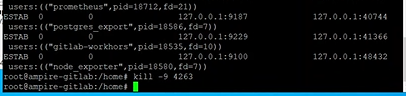 users:(("prometheus",pid=18712,fd=21))
ESTAB 0 0 127.0.0.1:9187 127.0.0.1:40744
users:(("postgres_export",pid=18586,fd=7))
ESTAB 0 0 127.0.0.1:9229 127.0.0.1:41366
users:(("gitlab-workhors",pid=18535,fd=10))
ESTAB 0 0 127.0.0.1:9100 127.0.0.1:48432
users:(("node_exporter",pid=18580,fd=7))
root@ampire-gitlab:/home# kill -9 4263
root@ampire-gitlab:/home#